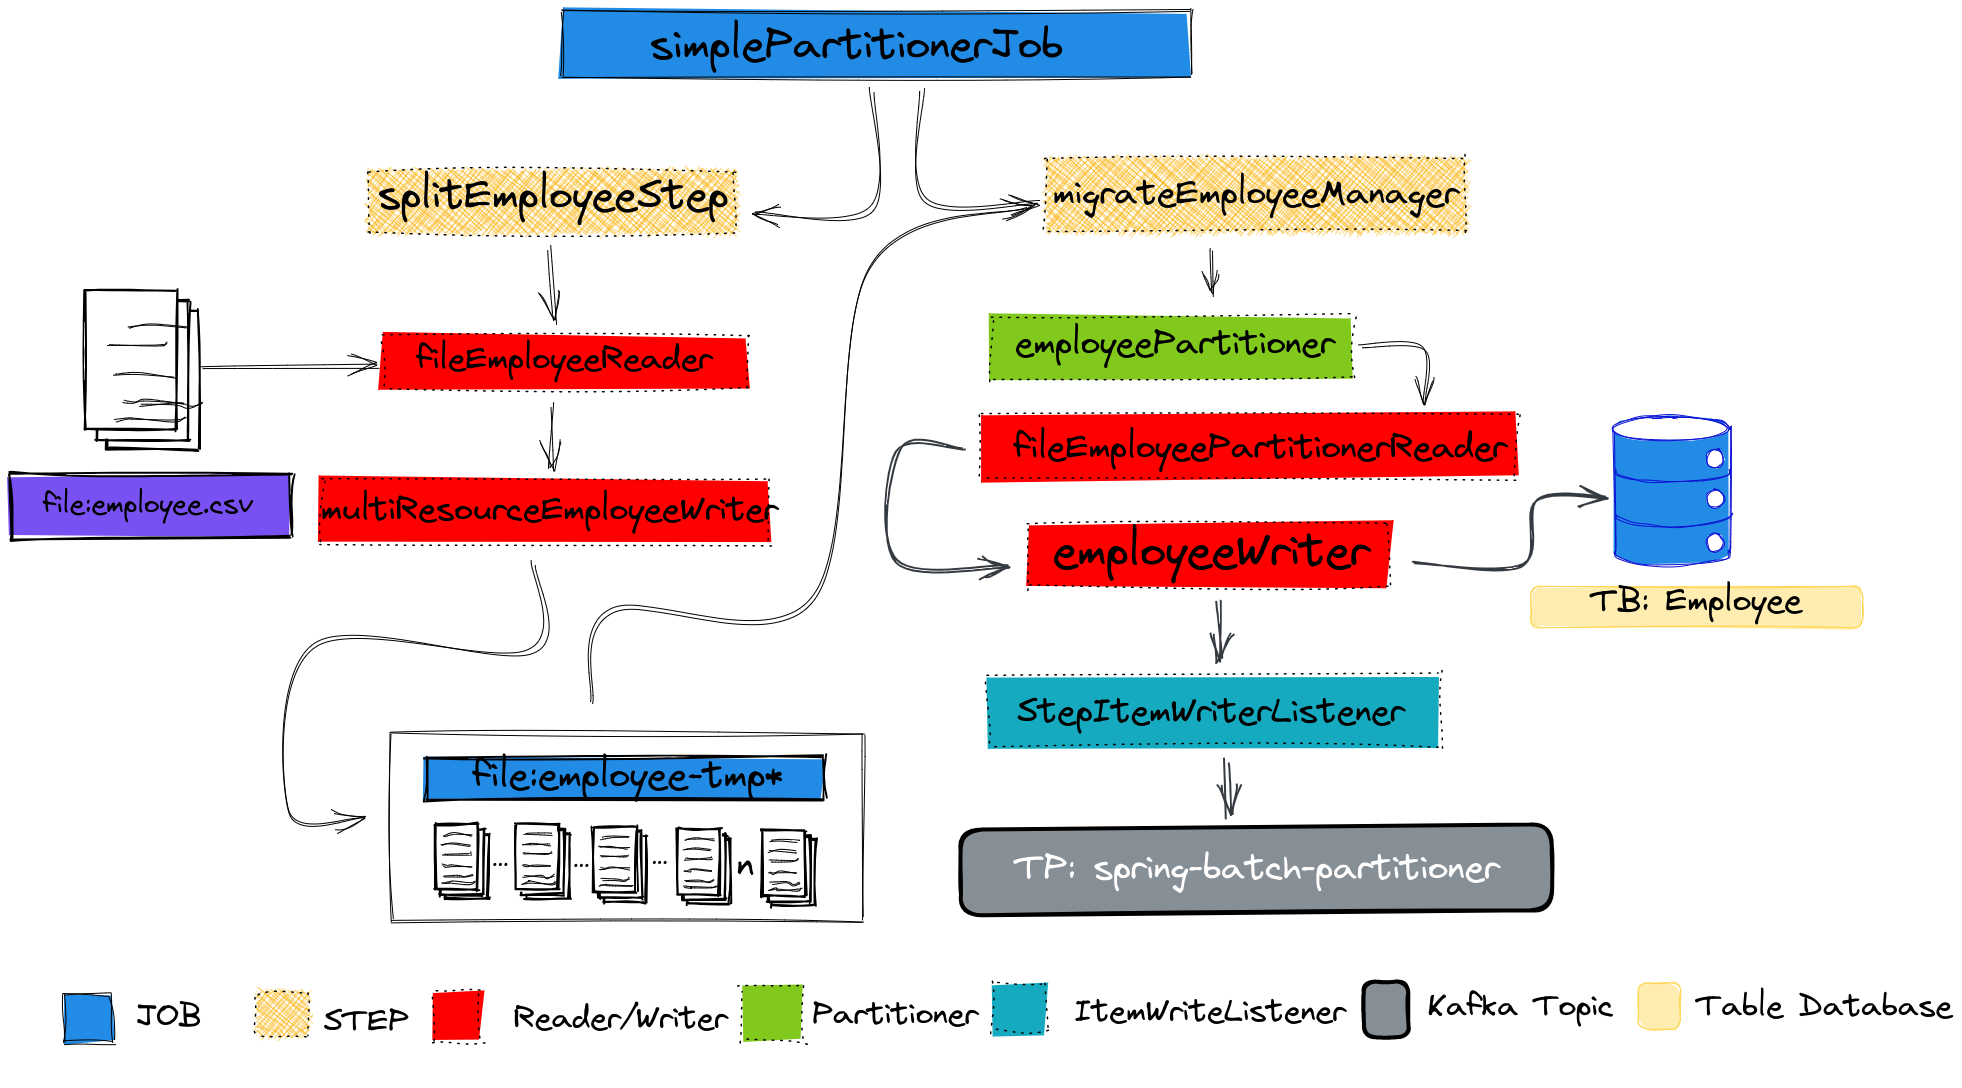 simplePartitionerJob
splitEmployeeStep
migrateEmployeeManager
fileEmployeeReader
employeePartitioner
fileEmployeePartitionerReader
file:employee.csv
multiResourceEmployeeWriter
employeeWriter
TB: Employee
StepItemWriterListener
file:employee-tmp*
... ... ... n
TP: spring-batch-partitioner
JOB
STEP
Reader/Writer
Partitioner
ItemWriteListener
Kafka Topic
Table Database